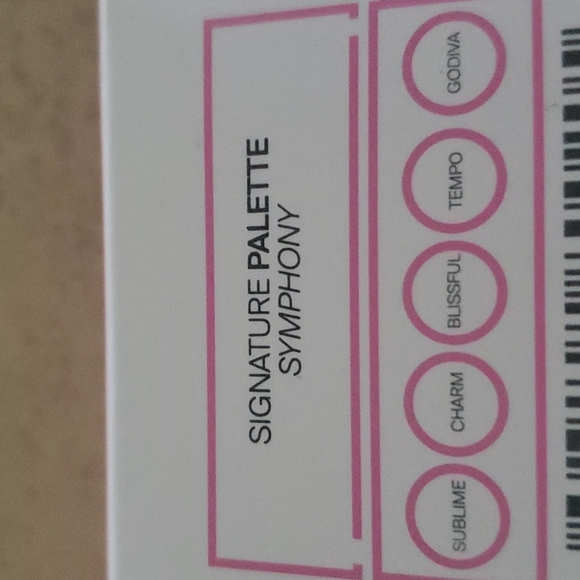 SIGNATURE PALETTE
SYMPHONY
SUBLIME
CHARM
BLISSFUL
TEMPO
GODIVA